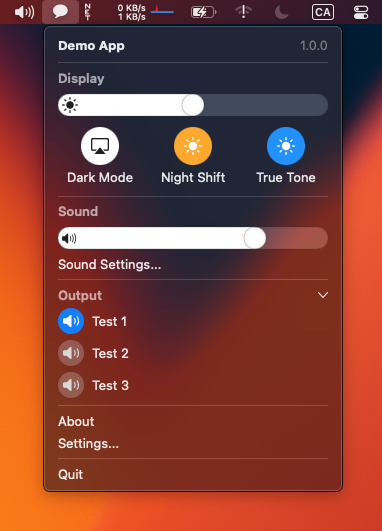 NET
0 KB/s
1 KB/s
CA
Demo App 1.0.0
Display
Dark Mode Night Shift True Tone
Sound
Sound Settings...
Output
Test 1
Test 2
Test 3
About
Settings...
Quit